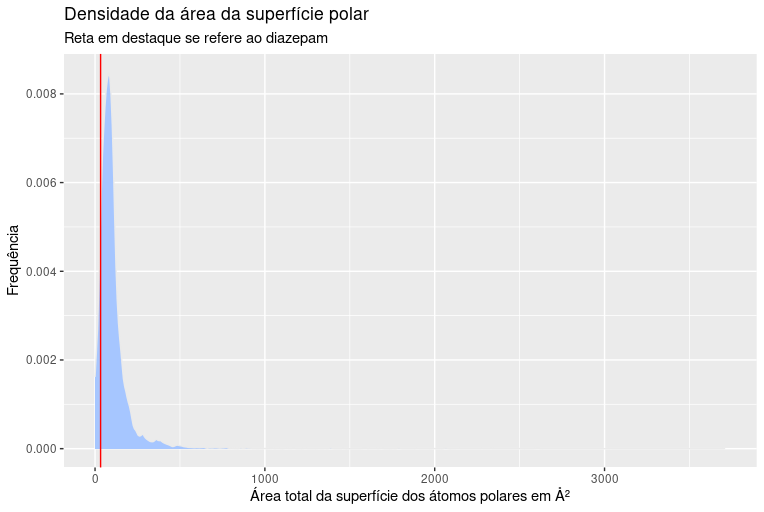 Densidade da área da superfície polar
Reta em destaque se refere ao diazepam
Frequência
0.008
0.006
0.004
0.002
0.000
0
1000
2000
3000
Área total da superfície dos átomos polares em Å²